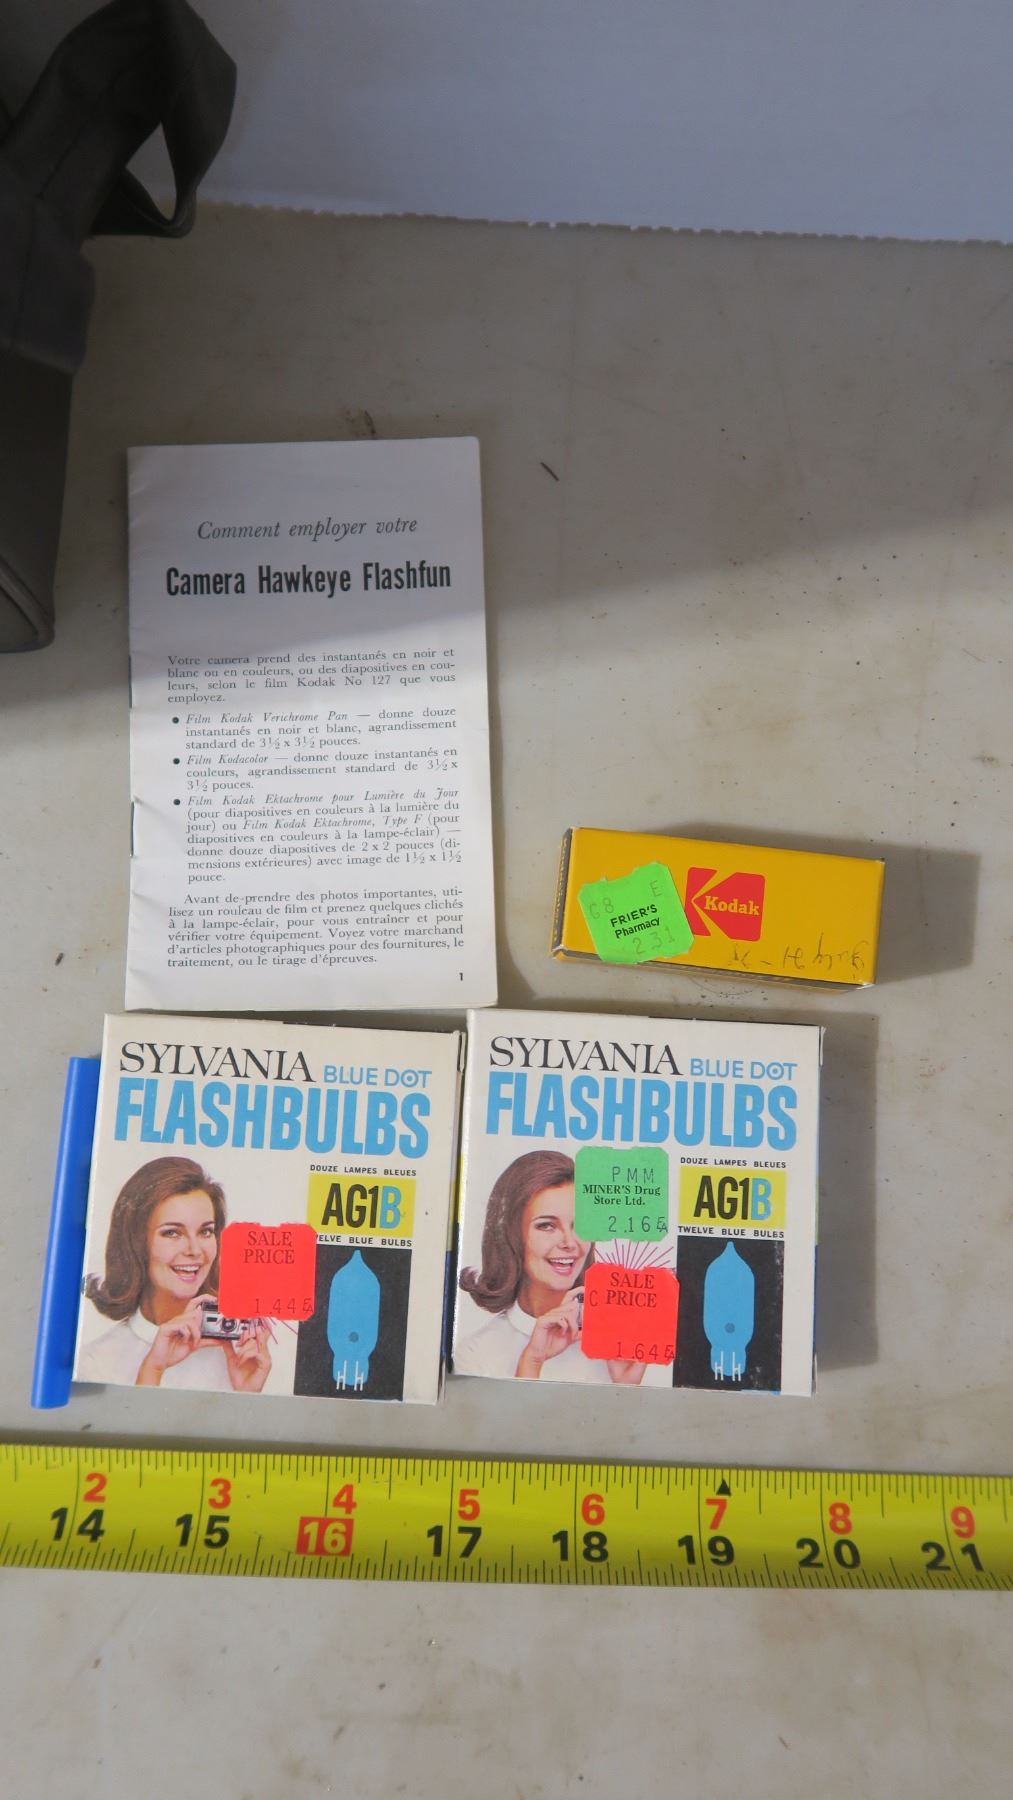 Comment employer votre
Camera Hawkeye Flashfun
Votre camera prend des instantanés en noir et
blanc ou en couleurs, ou des diapositives en cou-
leurs, selon le film Kodak No 127 que vous
employez.
● Film Kodak Verichrome Pan — donne douze
instantanés en noir et blanc, agrandissement
standard de 3½ x 3½ pouces.
● Film Kodacolor — donne douze instantanés en
couleurs, agrandissement standard de 3½ x
3½ pouces.
● Film Kodak Ektachrome pour Lumière du Jour
(pour diapositives en couleurs à la lumière du
jour) ou Film Kodak Ektachrome, Type F (pour
diapositives en couleurs à la lampe-éclair) —
donne douze diapositives de 2 x 2 pouces (di-
mensions extérieures) avec image de 1½ x 1½
pouce.
Avant de-prendre des photos importantes, uti-
lisez un rouleau de film et prenez quelques clichés
à la lampe-éclair, pour vous entraîner et pour
vérifier votre équipement. Voyez votre marchand
d'articles photographiques pour des fournitures, le
traitement, ou le tirage d'épreuves.
1
G8 E
FRIER'S
Pharmacy
231
Kodak
SYLVANIA BLUE DOT
FLASHBULBS
DOUZE LAMPES BLEUES
AG1B
TWELVE BLUE BULBS
SALE
PRICE
1.44
SYLVANIA BLUE DOT
FLASHBULBS
DOUZE LAMPES BLEUES
AG1B
TWELVE BLUE BULBS
PMM
MINER'S Drug
Store Ltd.
2.16
SALE
C PRICE
1.64
2 3 4 5 6 7 8 9
14 15 16 17 18 19 20 21